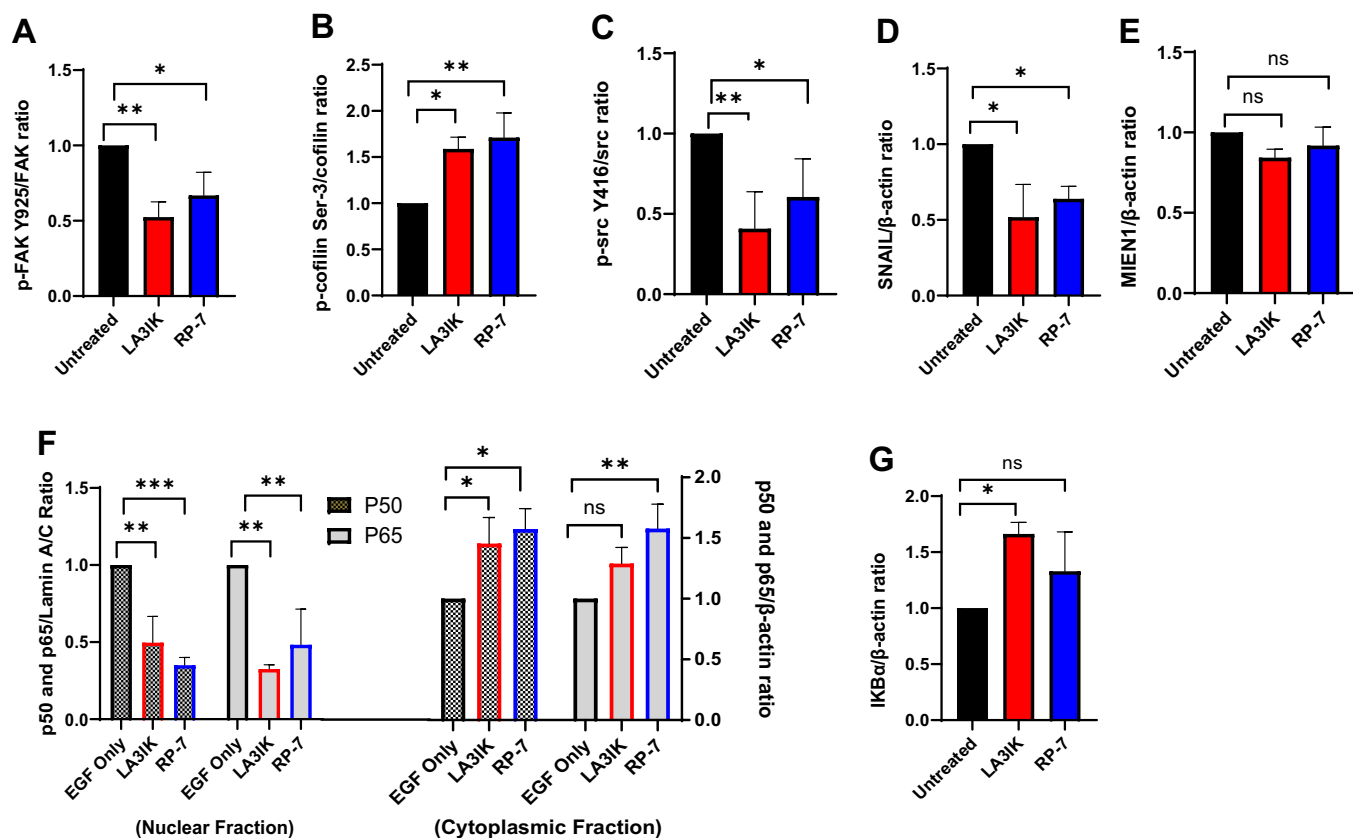 A
p-FAK Y925/FAK ratio
1.5
1.0
0.5
0.0
*
**
Untreated
LA3IK
RP-7
B
p-cofilin Ser-3/cofilin ratio
2.5
2.0
1.5
1.0
0.5
0.0
**
*
Untreated
LA3IK
RP-7
C
p-src Y416/src ratio
1.5
1.0
0.5
0.0
*
**
Untreated
LA3IK
RP-7
D
SNAIL/β-actin ratio
1.5
1.0
0.5
0.0
*
*
Untreated
LA3IK
RP-7
E
MIEN1/β-actin ratio
1.5
1.0
0.5
0.0
ns
ns
Untreated
LA3IK
RP-7
F
p50 and p65/Lamin A/C Ratio
1.5
1.0
0.5
0.0
***
**
**
**
P50
P65
*
*
**
ns
2.0
1.5
1.0
0.5
0.0
p50 and p65/β-actin ratio
EGF Only
LA3IK
RP-7
EGF Only
LA3IK
RP-7
EGF Only
LA3IK
RP-7
EGF Only
LA3IK
RP-7
(Nuclear Fraction)
(Cytoplasmic Fraction)
G
IKBα/β-actin ratio
2.0
1.5
1.0
0.5
0.0
ns
*
Untreated
LA3IK
RP-7